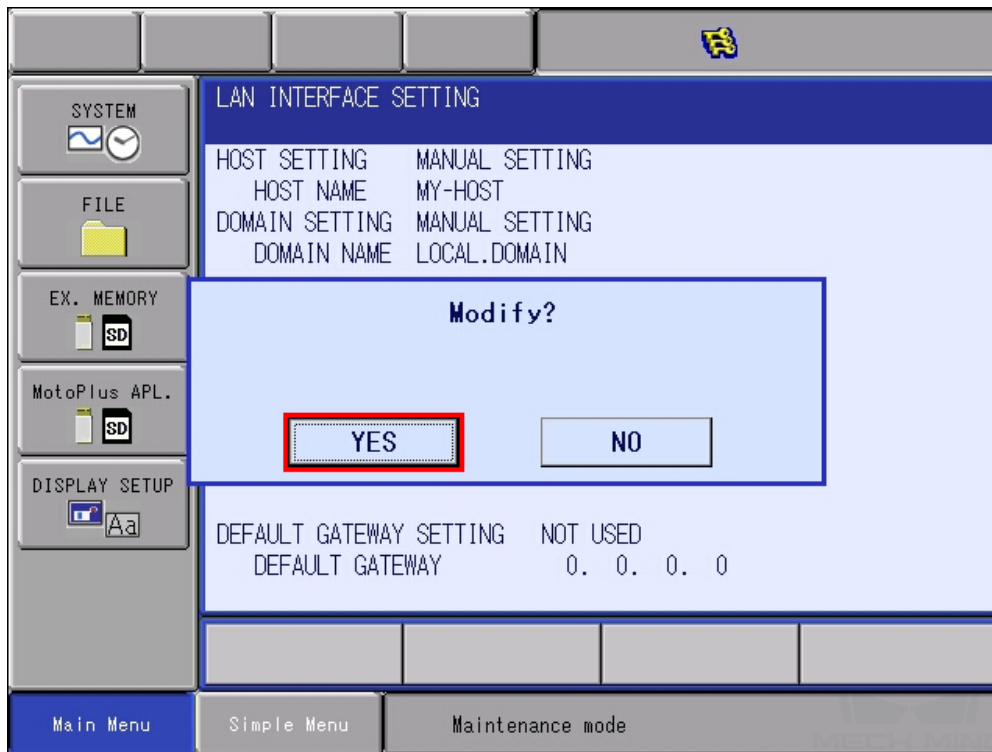 SYSTEM
FILE
EX. MEMORY
SD
MotoPlus APL.
SD
DISPLAY SETUP
Aa
LAN INTERFACE SETTING
HOST SETTING MANUAL SETTING
HOST NAME MY-HOST
DOMAIN SETTING MANUAL SETTING
DOMAIN NAME LOCAL.DOMAIN
Modify?
YES NO
DEFAULT GATEWAY SETTING NOT USED
DEFAULT GATEWAY 0. 0. 0. 0
Main Menu Simple Menu Maintenance mode
MECH MIND